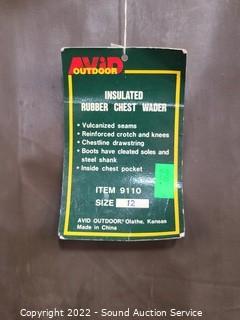 AVID
OUTDOOR
INSULATED
RUBBER CHEST WADER
• Vulcanized seams
• Reinforced crotch and knees
• Chestline drawstring
• Boots have cleated soles and
steel shank
• Inside chest pocket
ITEM 9110
SIZE 12
AVID OUTDOOR® Olathe, Kansas
Made in China
Copyright 2022 - Sound Auction Service